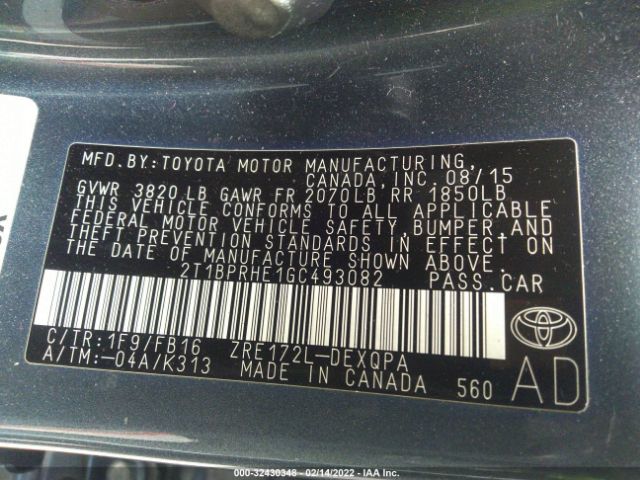 MFD.BY:TOYOTA MOTOR MANUFACTURING,
CANADA,INC. 08/15
GVWR 3820 LB GAWR FR 2070LB RR 1850LB
THIS VEHICLE CONFORMS TO ALL APPLICABLE
FEDERAL MOTOR VEHICLE SAFETY,BUMPER,AND
THEFT PREVENTION STANDARDS IN EFFECT ON
THE DATE OF MANUFACTURE SHOWN ABOVE.
2T1BPRHE1GC493082 PASS.CAR
C/TR:1F9/FB16 ZRE172L-DEXQPA
A/TM:-04A/K313 MADE IN CANADA 560
AD
000-32430346 - 02/14/2022 - IAAI.COM